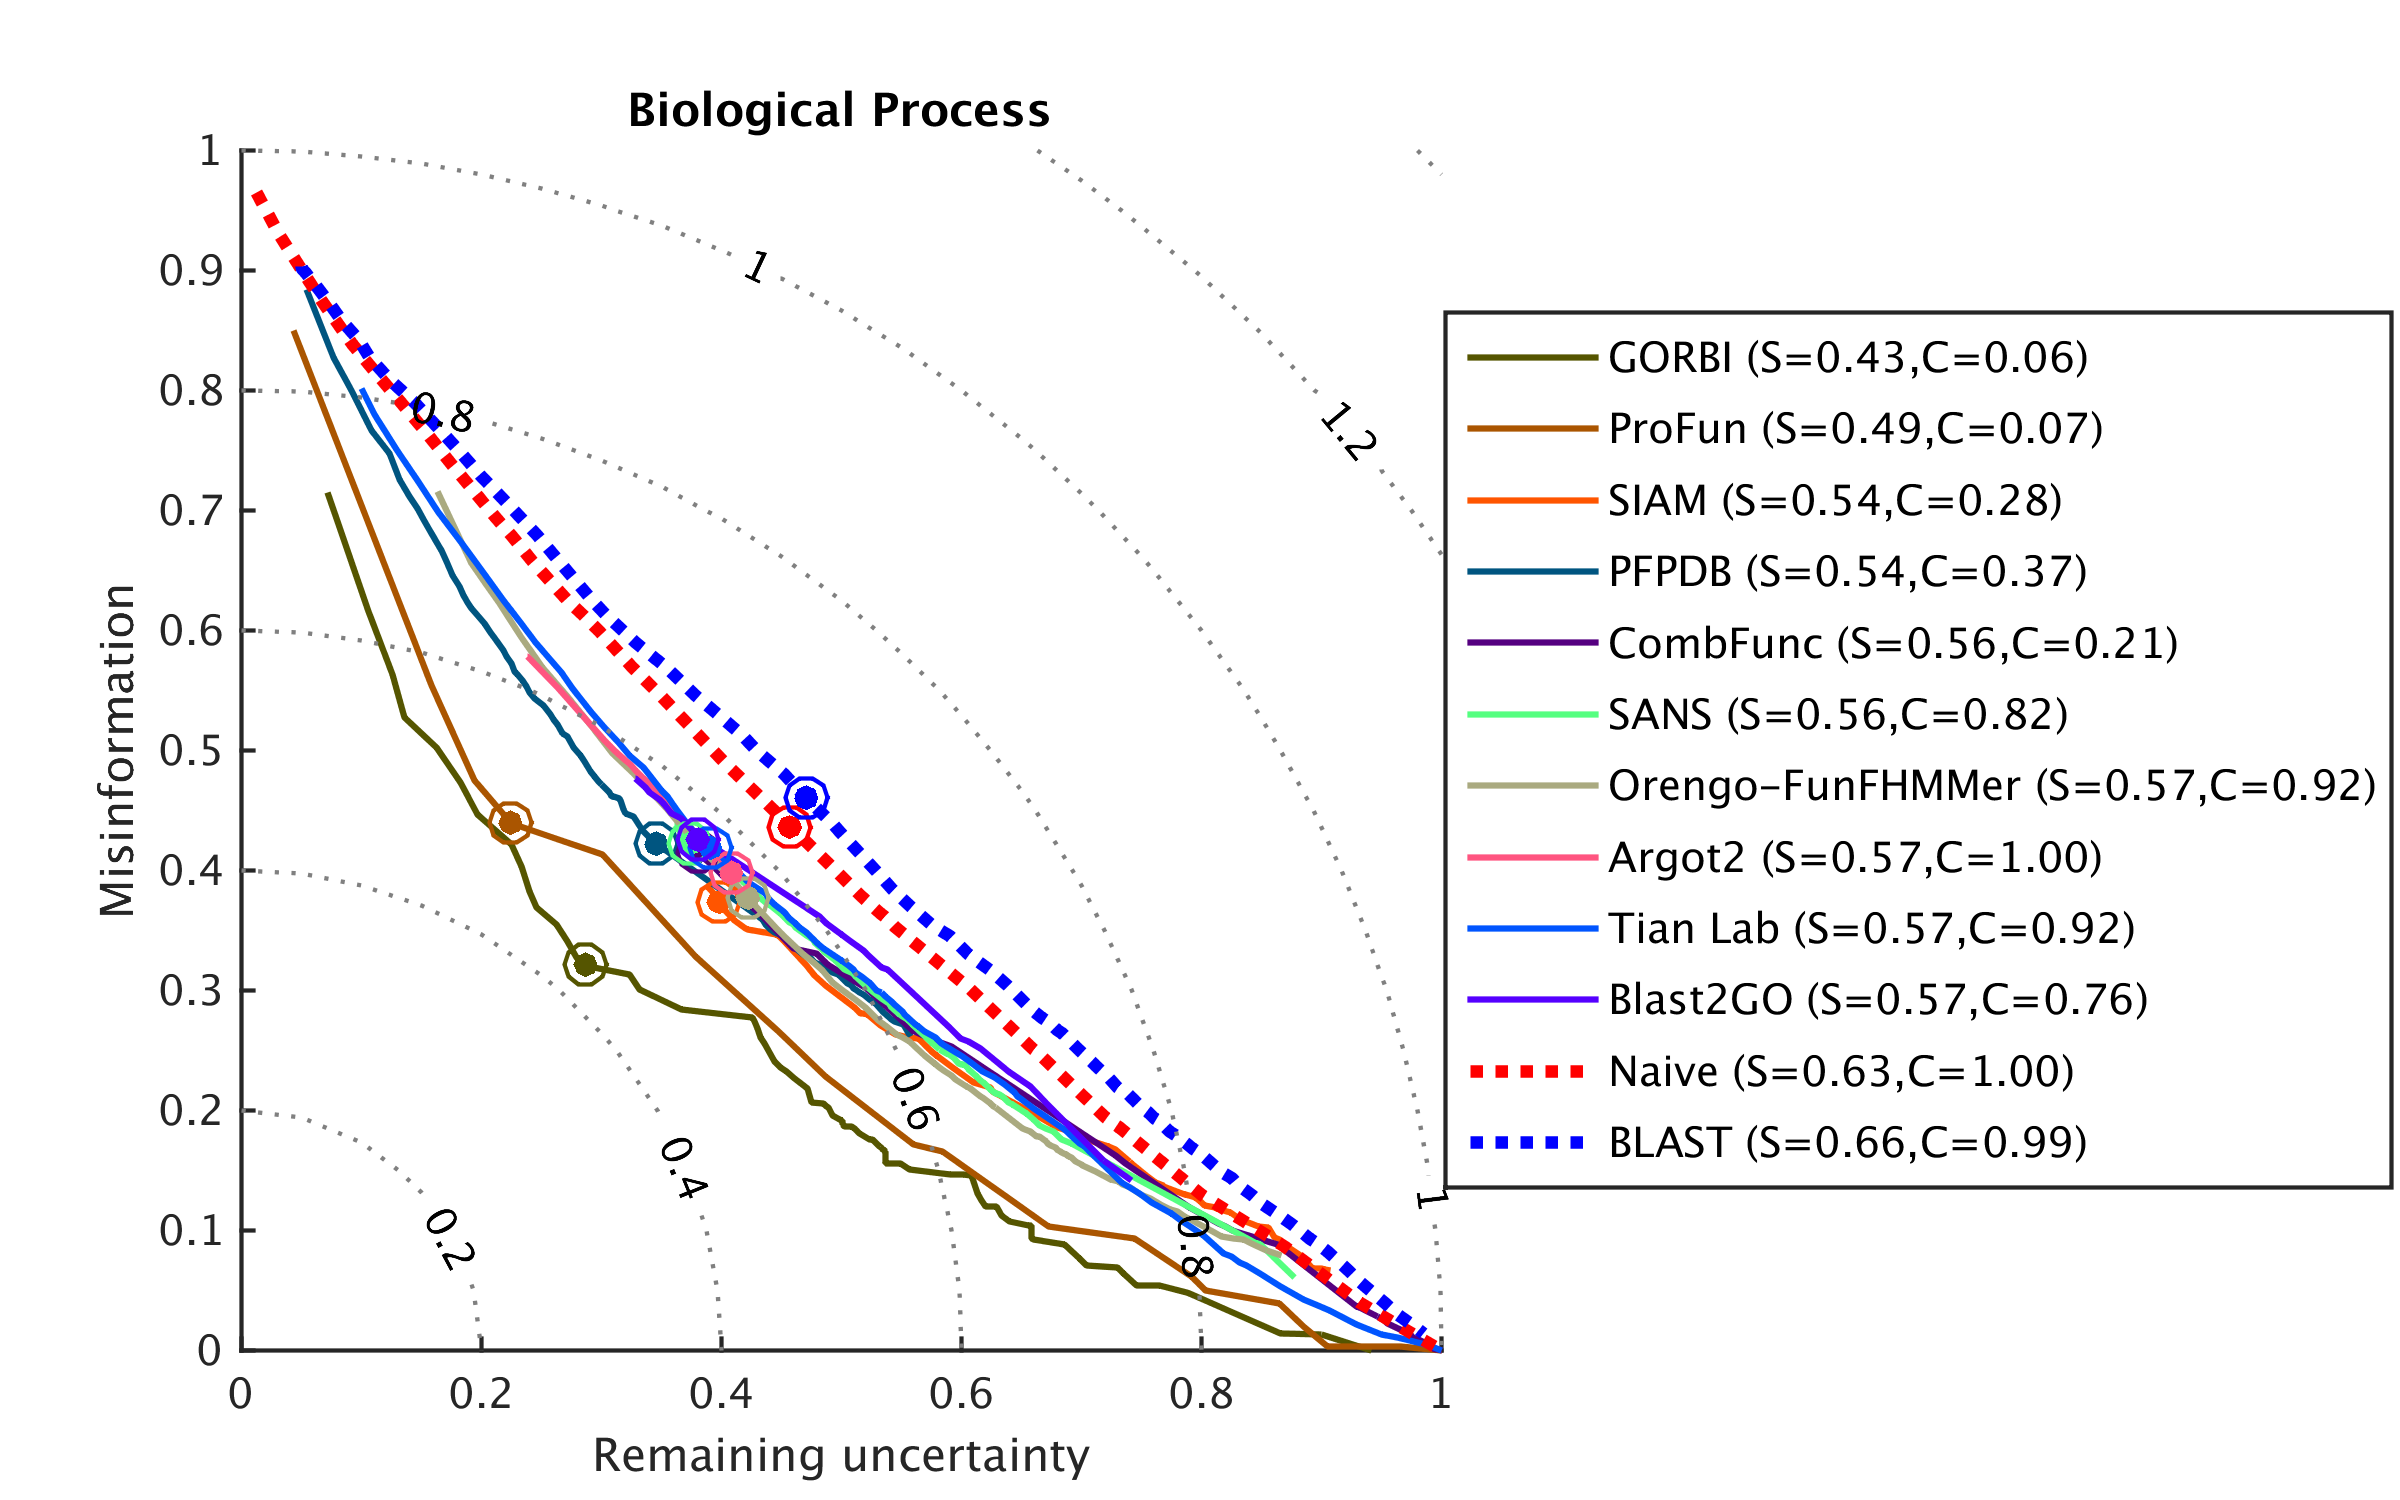 Biological Process
Misinformation
1
0.9
0.8
0.7
0.6
0.5
0.4
0.3
0.2
0.1
0
0
0.2
0.4
0.6
0.8
1
Remaining uncertainty
1
0.8
1.2
0.6
0.4
0.2
0.8
1
GORBI (S=0.43,C=0.06)
ProFun (S=0.49,C=0.07)
SIAM (S=0.54,C=0.28)
PFPDB (S=0.54,C=0.37)
CombFunc (S=0.56,C=0.21)
SANS (S=0.56,C=0.82)
Orengo-FunFHMMer (S=0.57,C=0.92)
Argot2 (S=0.57,C=1.00)
Tian Lab (S=0.57,C=0.92)
Blast2GO (S=0.57,C=0.76)
Naive (S=0.63,C=1.00)
BLAST (S=0.66,C=0.99)